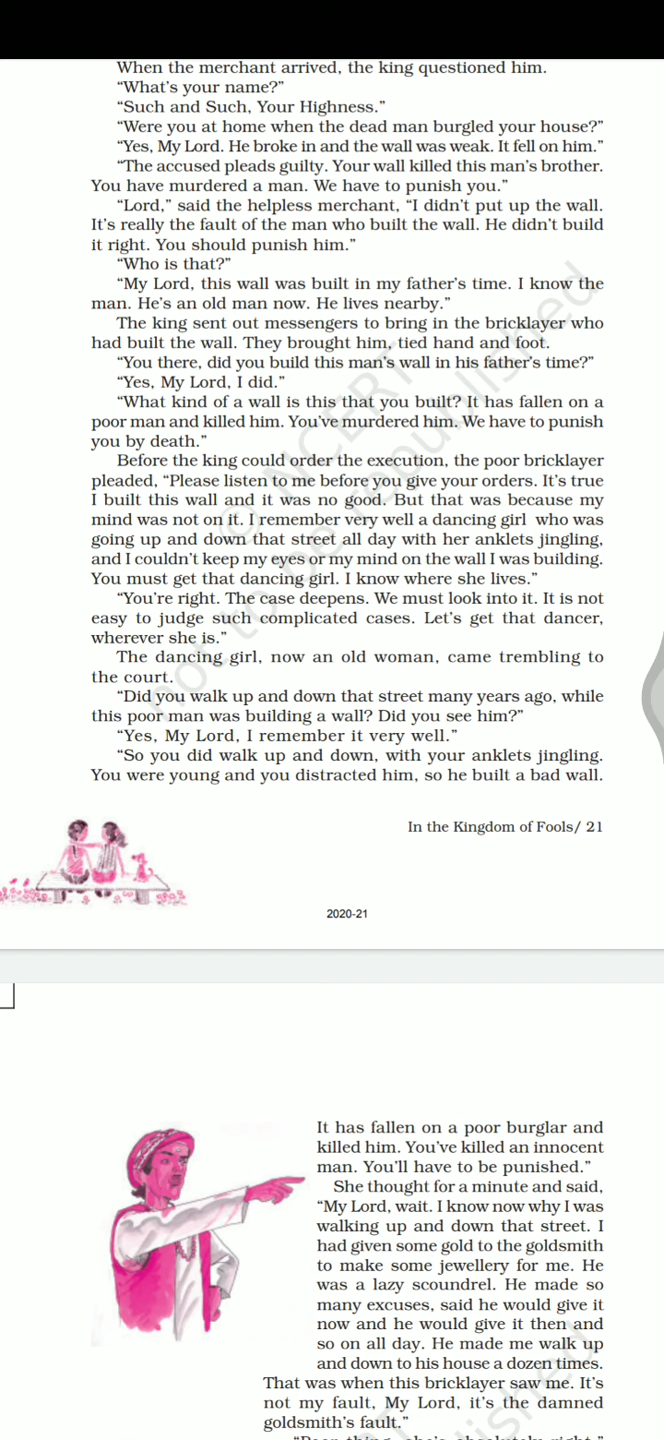 When the merchant arrived, the king questioned him.
“What’s your name?”
“Such and Such, Your Highness.”
“Were you at home when the dead man burgled your house?”
“Yes, My Lord. He broke in and the wall was weak. It fell on him.”
“The accused pleads guilty. Your wall killed this man’s brother.
You have murdered a man. We have to punish you.”
“Lord,” said the helpless merchant, “I didn’t put up the wall.
It’s really the fault of the man who built the wall. He didn’t build
it right. You should punish him.”
“Who is that?”
“My Lord, this wall was built in my father’s time. I know the
man. He’s an old man now. He lives nearby.”
The king sent out messengers to bring in the bricklayer who
had built the wall. They brought him, tied hand and foot.
“You there, did you build this man’s wall in his father’s time?”
“Yes, My Lord, I did.”
“What kind of a wall is this that you built? It has fallen on a
poor man and killed him. You’ve murdered him. We have to punish
you by death.”
Before the king could order the execution, the poor bricklayer
pleaded, “Please listen to me before you give your orders. It’s true
I built this wall and it was no good. But that was because my
mind was not on it. I remember very well a dancing girl who was
going up and down that street all day with her anklets jingling,
and I couldn’t keep my eyes or my mind on the wall I was building.
You must get that dancing girl. I know where she lives.”
“You’re right. The case deepens. We must look into it. It is not
easy to judge such complicated cases. Let’s get that dancer,
wherever she is.”
The dancing girl, now an old woman, came trembling to
the court.
“Did you walk up and down that street many years ago, while
this poor man was building a wall? Did you see him?”
“Yes, My Lord, I remember it very well.”
“So you did walk up and down, with your anklets jingling.
You were young and you distracted him, so he built a bad wall.
In the Kingdom of Fools/ 21
2020-21
© NCERT
not to be republished
It has fallen on a poor burglar and
killed him. You’ve killed an innocent
man. You’ll have to be punished.”
She thought for a minute and said,
“My Lord, wait. I know now why I was
walking up and down that street. I
had given some gold to the goldsmith
to make some jewellery for me. He
was a lazy scoundrel. He made so
many excuses, said he would give it
now and he would give it then and
so on all day. He made me walk up
and down to his house a dozen times.
That was when this bricklayer saw me. It’s
not my fault, My Lord, it’s the damned
goldsmith’s fault.”